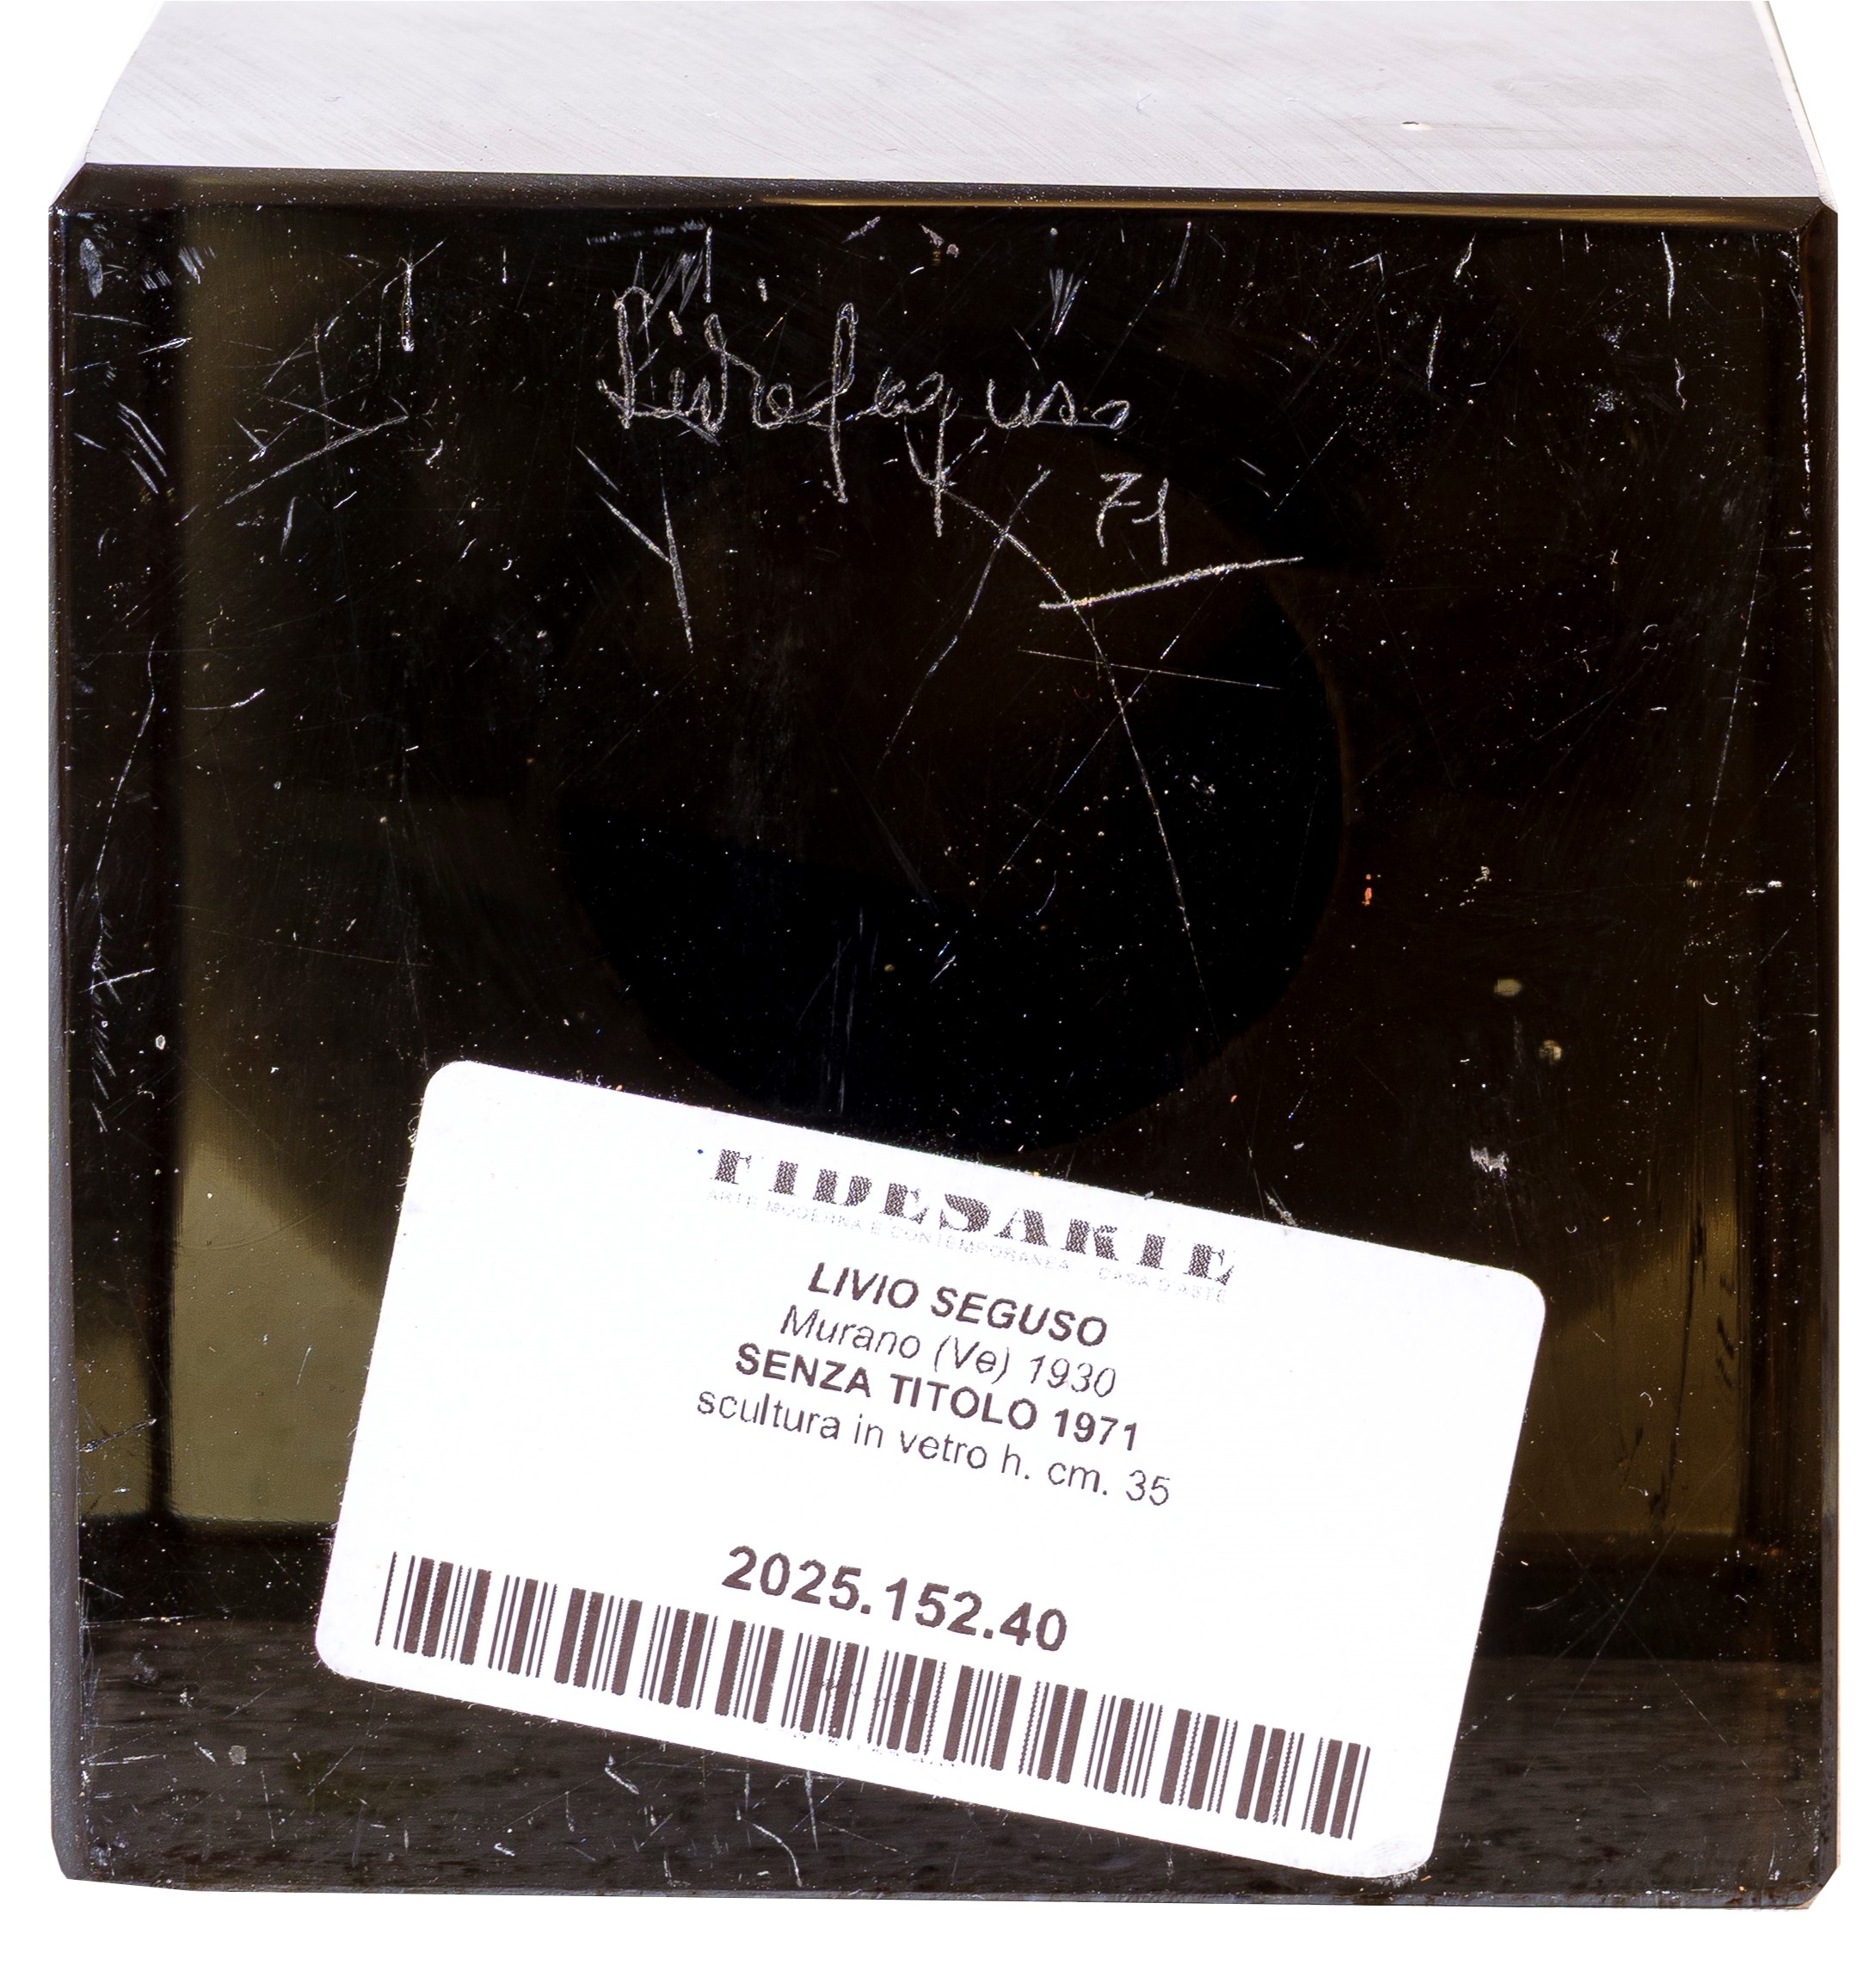 Livio Seguso
71
FIDESARTE
ARTE MODERNA E CONTEMPORANEA - CASA D'ASTE
LIVIO SEGUSO
Murano (Ve) 1930
SENZA TITOLO 1971
scultura in vetro h. cm. 35
2025.152.40